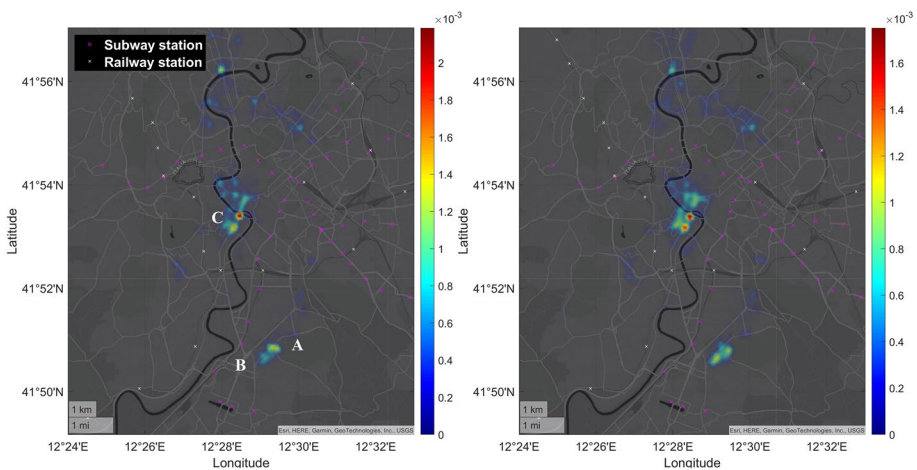 ×10⁻³
×10⁻³
Subway station
Railway station
41°56'N
41°54'N
41°52'N
41°50'N
Latitude
C
A
B
1 km
1 mi
Esri, HERE, Garmin, GeoTechnologies, Inc., USGS
12°24'E 12°26'E 12°28'E 12°30'E 12°32'E
Longitude
2
1.8
1.6
1.4
1.2
1
0.8
0.6
0.4
0.2
0
41°56'N
41°54'N
41°52'N
41°50'N
Latitude
1 km
1 mi
Esri, HERE, Garmin, GeoTechnologies, Inc., USGS
12°24'E 12°26'E 12°28'E 12°30'E 12°32'E
Longitude
1.6
1.4
1.2
1
0.8
0.6
0.4
0.2
0